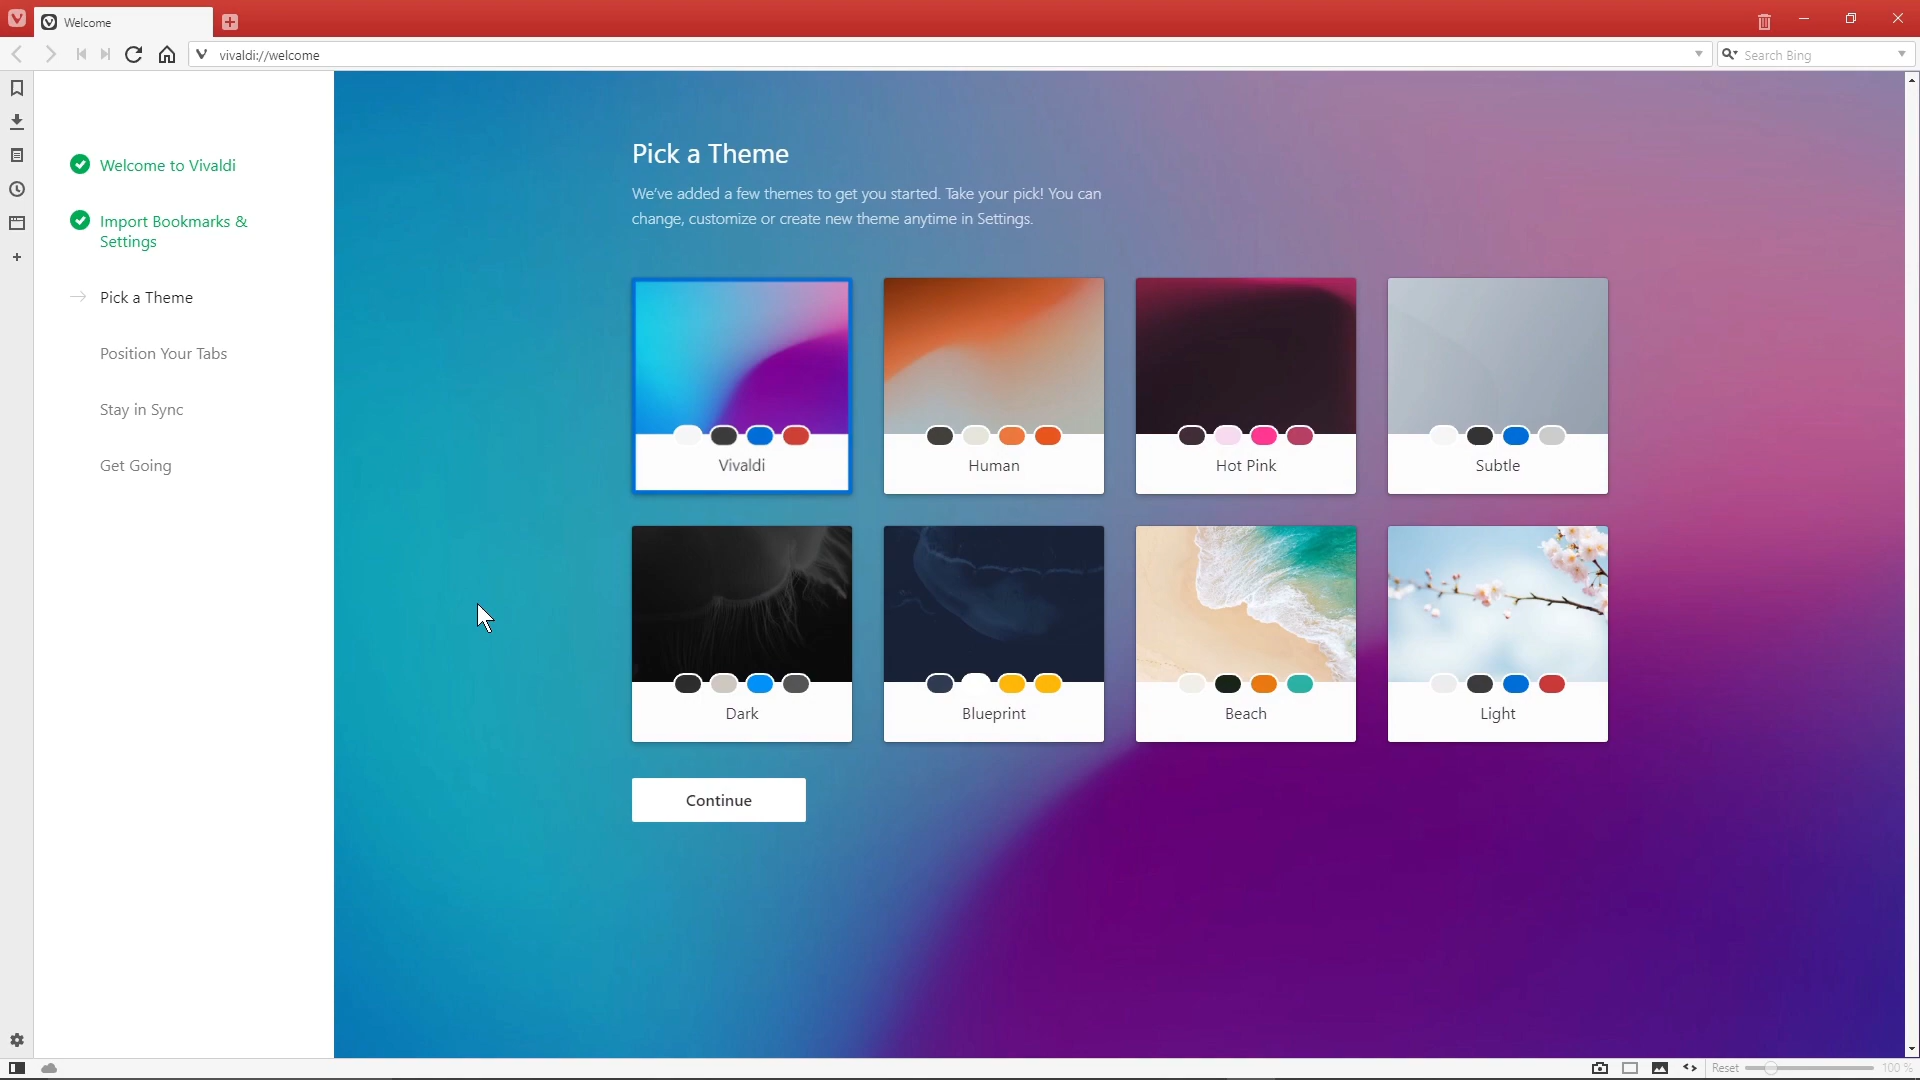 Welcome
vivaldi://welcome
Search Bing
Welcome to Vivaldi
Import Bookmarks &
Settings
Pick a Theme
Position Your Tabs
Stay in Sync
Get Going
Pick a Theme
We've added a few themes to get you started. Take your pick! You can
change, customize or create new theme anytime in Settings.
Vivaldi
Human
Hot Pink
Subtle
Dark
Blueprint
Beach
Light
Continue
Reset
100 %